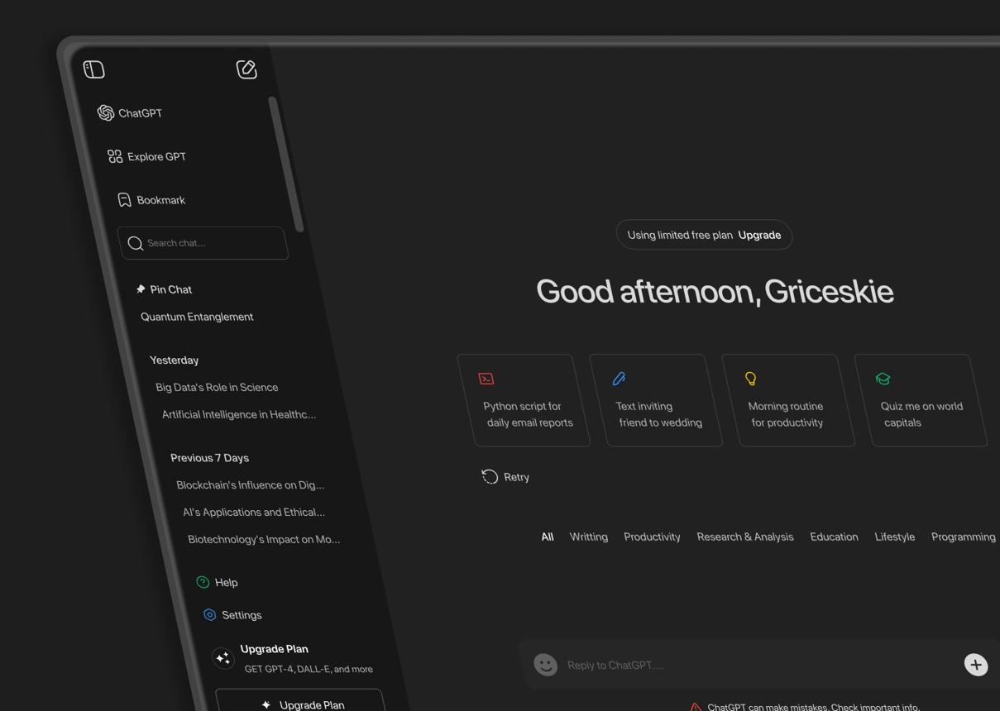 ChatGPT
Explore GPT
Bookmark
Search chat...
Pin Chat
Quantum Entanglement
Yesterday
Big Data's Role in Science
Artificial Intelligence in Healthc...
Previous 7 Days
Blockchain's Influence on Dig...
AI's Applications and Ethical...
Biotechnology's Impact on Mo...
Help
Settings
Upgrade Plan
GET GPT-4, DALL-E, and more
Upgrade Plan
Using limited free plan Upgrade
Good afternoon, Griceskie
Python script for
daily email reports
Text inviting
friend to wedding
Morning routine
for productivity
Quiz me on world
capitals
Retry
All Writting Productivity Research & Analysis Education Lifestyle Programming
Reply to ChatGPT....
ChatGPT can make mistakes. Check important info.